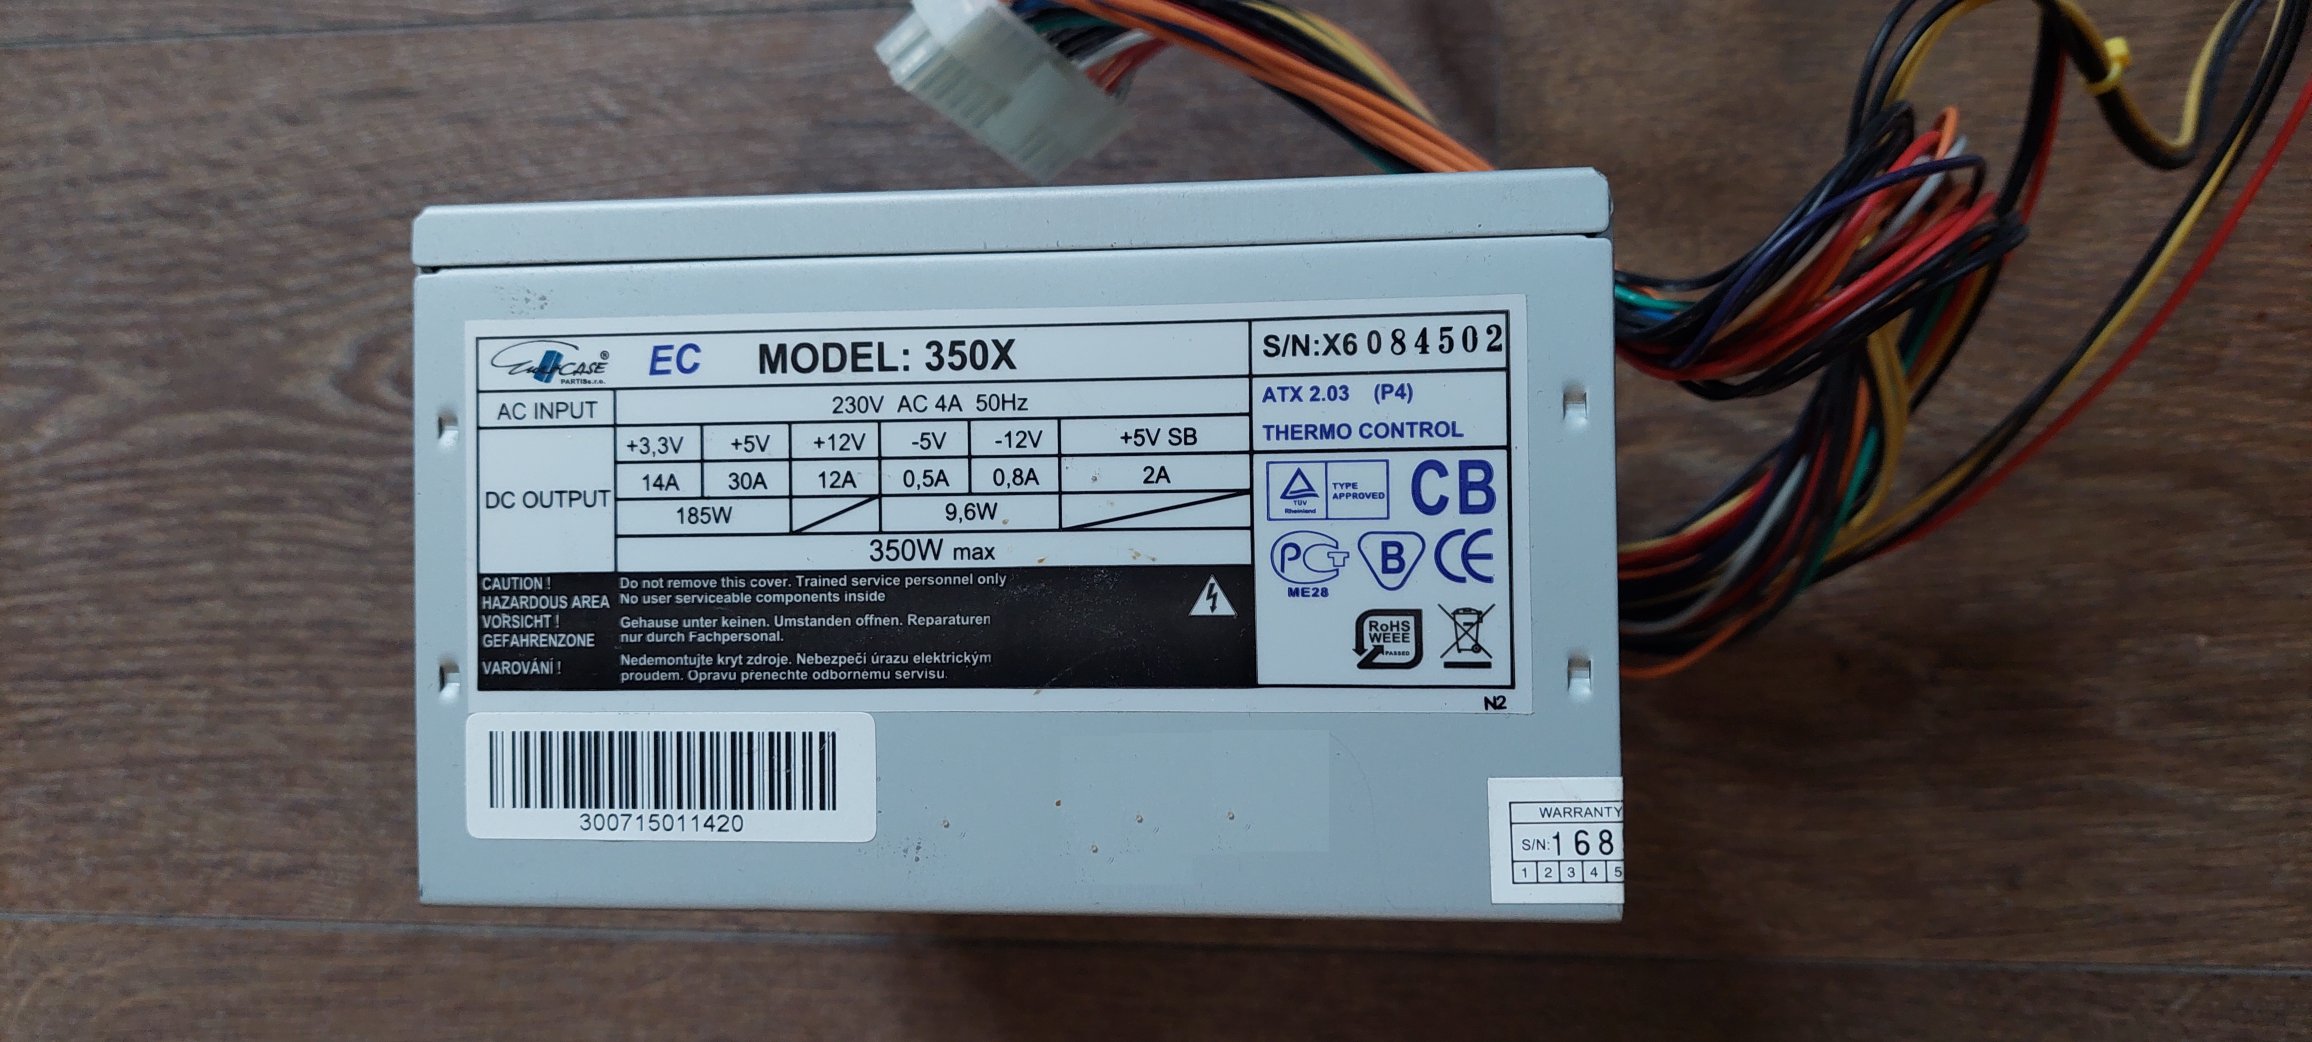 EuroCASE®
PARTISs.r.o.
EC MODEL: 350X
S/N:X6084502
AC INPUT 230V AC 4A 50Hz
ATX 2.03 (P4)
THERMO CONTROL
DC OUTPUT
+3,3V +5V +12V -5V -12V +5V SB
14A 30A 12A 0,5A 0,8A 2A
185W 9,6W
350W max
TÜV
Rheinland
TYPE
APPROVED
CB
PCT
ME28
B
CE
RoHS
WEEE
PASSED
CAUTION !
HAZARDOUS AREA
Do not remove this cover. Trained service personnel only
No user serviceable components inside
VORSICHT !
GEFAHRENZONE
Gehause unter keinen. Umstanden offnen. Reparaturen
nur durch Fachpersonal.
VAROVÁNÍ !
Nedemontujte kryt zdroje. Nebezpečí úrazu elektrickým
proudem. Opravu přenechte odbornému servisu.
N2
300715011420
WARRANTY
S/N:168
1 2 3 4 5